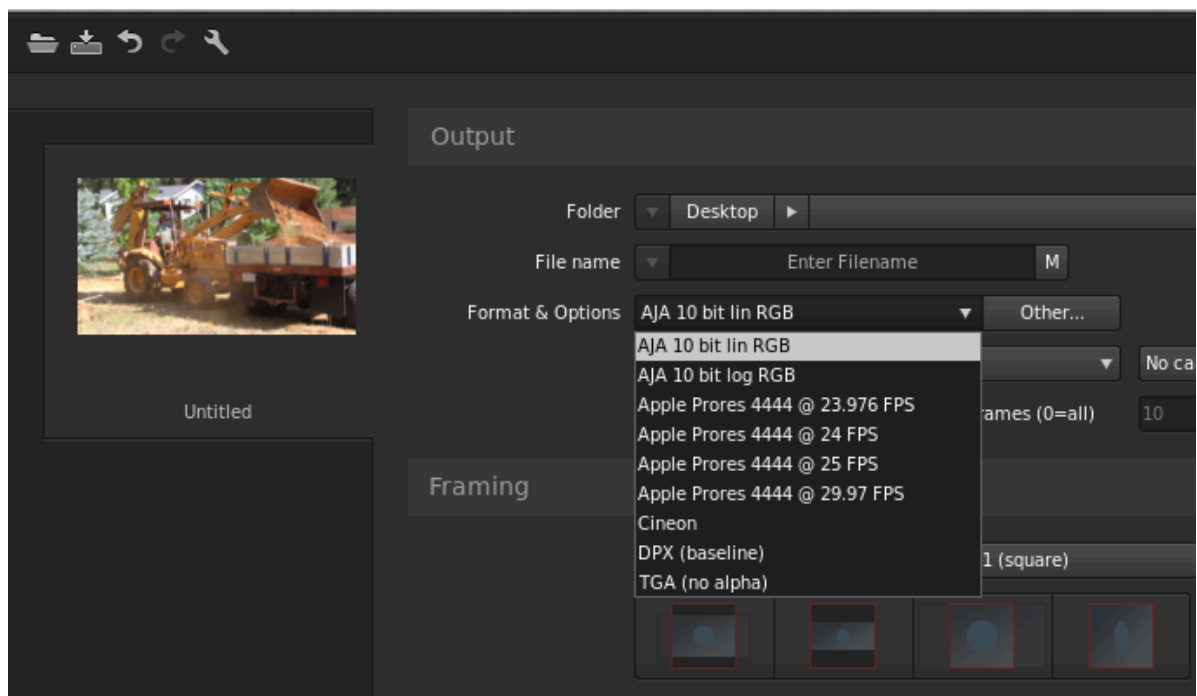 Output
Folder Desktop
File name Enter Filename M
Format & Options AJA 10 bit lin RGB Other...
AJA 10 bit lin RGB
AJA 10 bit log RGB No ca
Apple Prores 4444 @ 23.976 FPS
Apple Prores 4444 @ 24 FPS ames (0=all) 10
Untitled
Apple Prores 4444 @ 25 FPS
Apple Prores 4444 @ 29.97 FPS
Framing
Cineon
DPX (baseline) 1 (square)
TGA (no alpha)